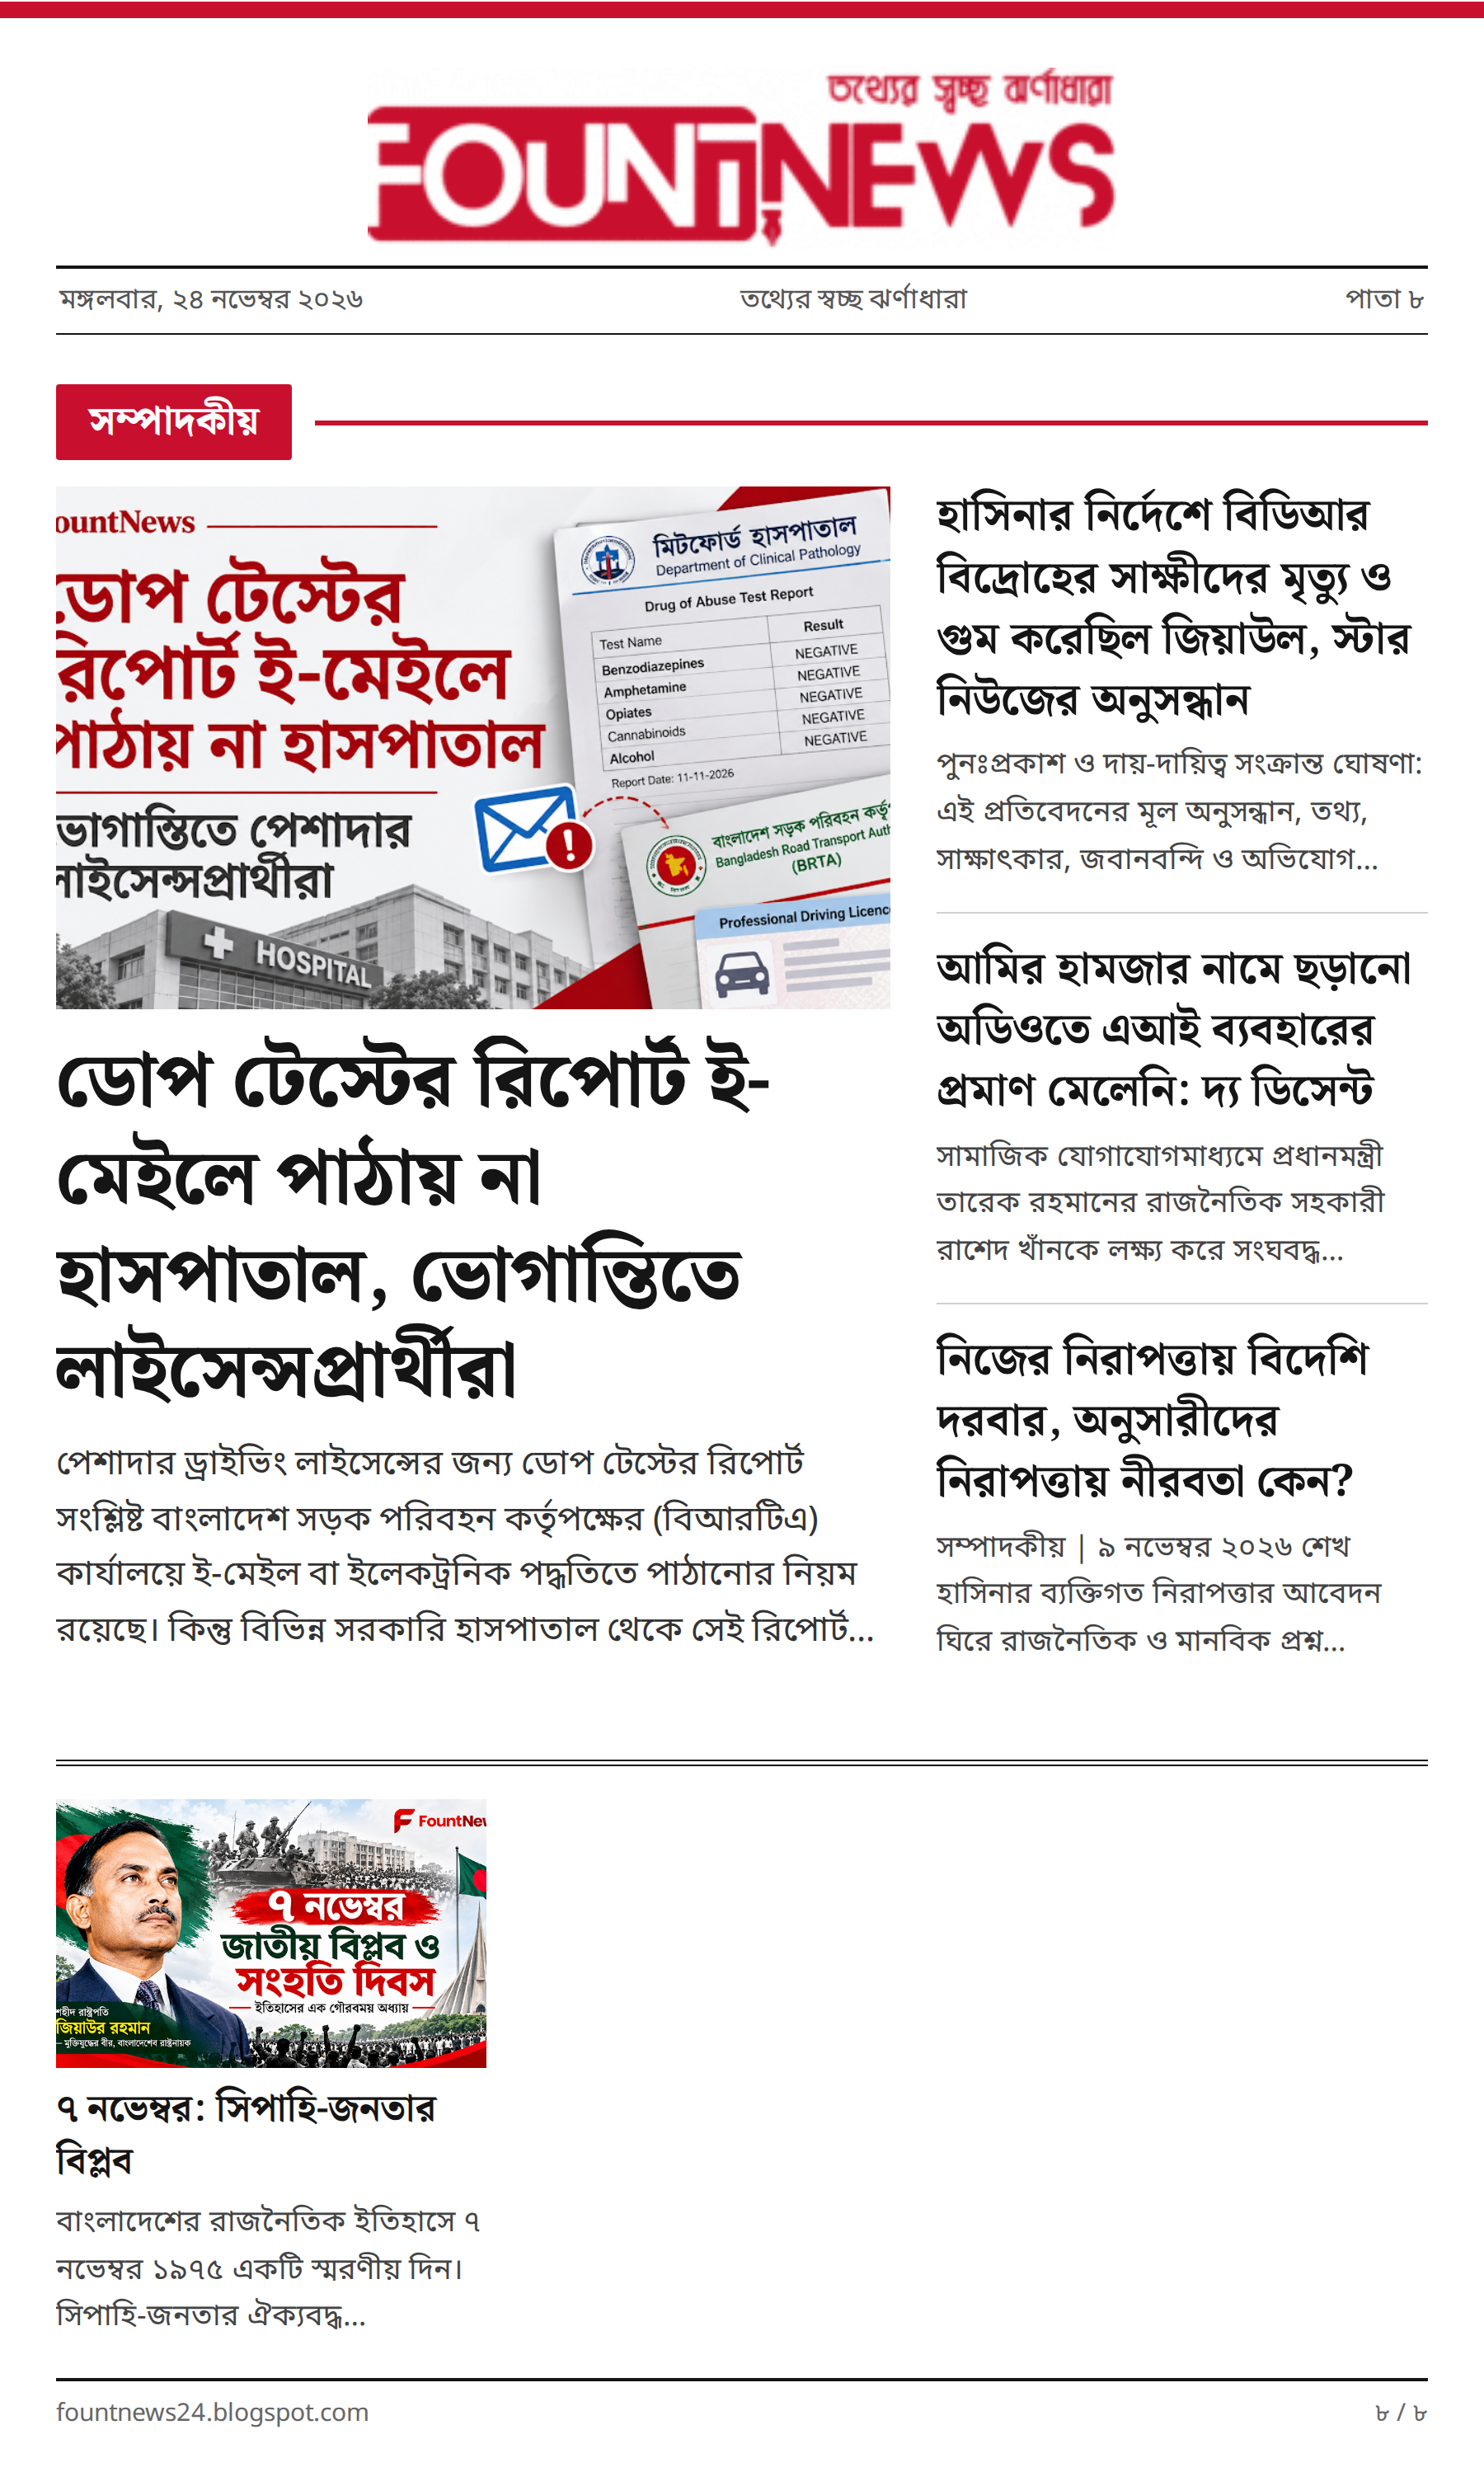 তথ্যের স্বচ্ছ ঝর্ণাধারা
FOUNT NEWS
মঙ্গলবার, ২৪ নভেম্বর ২০২৬
তথ্যের স্বচ্ছ ঝর্ণাধারা
পাতা ৮
সম্পাদকীয়
ountNews
ডোপ টেস্টের
রিপোর্ট ই-মেইলে
পাঠায় না হাসপাতাল
ভোগান্তিতে পেশাদার
লাইসেন্সপ্রার্থীরা
HOSPITAL
মিটফোর্ড হাসপাতাল
Department of Clinical Pathology
Drug of Abuse Test Report
Test Name Result
Benzodiazepines NEGATIVE
Amphetamine NEGATIVE
Opiates NEGATIVE
Cannabinoids NEGATIVE
Alcohol NEGATIVE
Report Date: 11-11-2026
বাংলাদেশ সড়ক পরিবহন কর্তৃপ
Bangladesh Road Transport Auth
(BRTA)
Professional Driving Licenc
ডোপ টেস্টের রিপোর্ট ই-
মেইলে পাঠায় না
হাসপাতাল, ভোগান্তিতে
লাইসেন্সপ্রার্থীরা
পেশাদার ড্রাইভিং লাইসেন্সের জন্য ডোপ টেস্টের রিপোর্ট
সংশ্লিষ্ট বাংলাদেশ সড়ক পরিবহন কর্তৃপক্ষের (বিআরটিএ)
কার্যালয়ে ই-মেইল বা ইলেকট্রনিক পদ্ধতিতে পাঠানোর নিয়ম
রয়েছে। কিন্তু বিভিন্ন সরকারি হাসপাতাল থেকে সেই রিপোর্ট...
হাসিনার নির্দেশে বিডিআর
বিদ্রোহের সাক্ষীদের মৃত্যু ও
গুম করেছিল জিয়াউল, স্টার
নিউজের অনুসন্ধান
পুনঃপ্রকাশ ও দায়-দায়িত্ব সংক্রান্ত ঘোষণা:
এই প্রতিবেদনের মূল অনুসন্ধান, তথ্য,
সাক্ষাৎকার, জবানবন্দি ও অভিযোগ...
আমির হামজার নামে ছড়ানো
অডিওতে এআই ব্যবহারের
প্রমাণ মেলেনি: দ্য ডিসেন্ট
সামাজিক যোগাযোগমাধ্যমে প্রধানমন্ত্রী
তারেক রহমানের রাজনৈতিক সহকারী
রাশেদ খাঁনকে লক্ষ্য করে সংঘবদ্ধ...
নিজের নিরাপত্তায় বিদেশি
দরবার, অনুসারীদের
নিরাপত্তায় নীরবতা কেন?
সম্পাদকীয় | ৯ নভেম্বর ২০২৬ শেখ
হাসিনার ব্যক্তিগত নিরাপত্তার আবেদন
ঘিরে রাজনৈতিক ও মানবিক প্রশ্ন...
FountNew
৭ নভেম্বর
জাতীয় বিপ্লব ও
সংহতি দিবস
ইতিহাসের এক গৌরবময় অধ্যায়
শহীদ রাষ্ট্রপতি
জিয়াউর রহমান
মুক্তিযুদ্ধের বীর, বাংলাদেশের রাষ্ট্রনায়ক
৭ নভেম্বর: সিপাহি-জনতার
বিপ্লব
বাংলাদেশের রাজনৈতিক ইতিহাসে ৭
নভেম্বর ১৯৭৫ একটি স্মরণীয় দিন।
সিপাহি-জনতার ঐক্যবদ্ধ...
fountnews24.blogspot.com
৮ / ৮